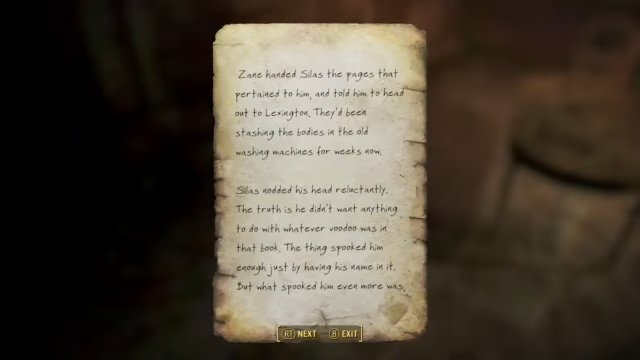 Zane handed Silas the pages that
pertained to him, and told him to head
out to Lexington. They'd been
stashing the bodies in the old
washing machines for weeks now.
Silas nodded his head reluctantly.
The truth is he didn't want anything
to do with whatever voodoo was in
that book. The thing spooked him
enough just by having his name in it.
But what spooked him even more was
RT) NEXT B) EXIT